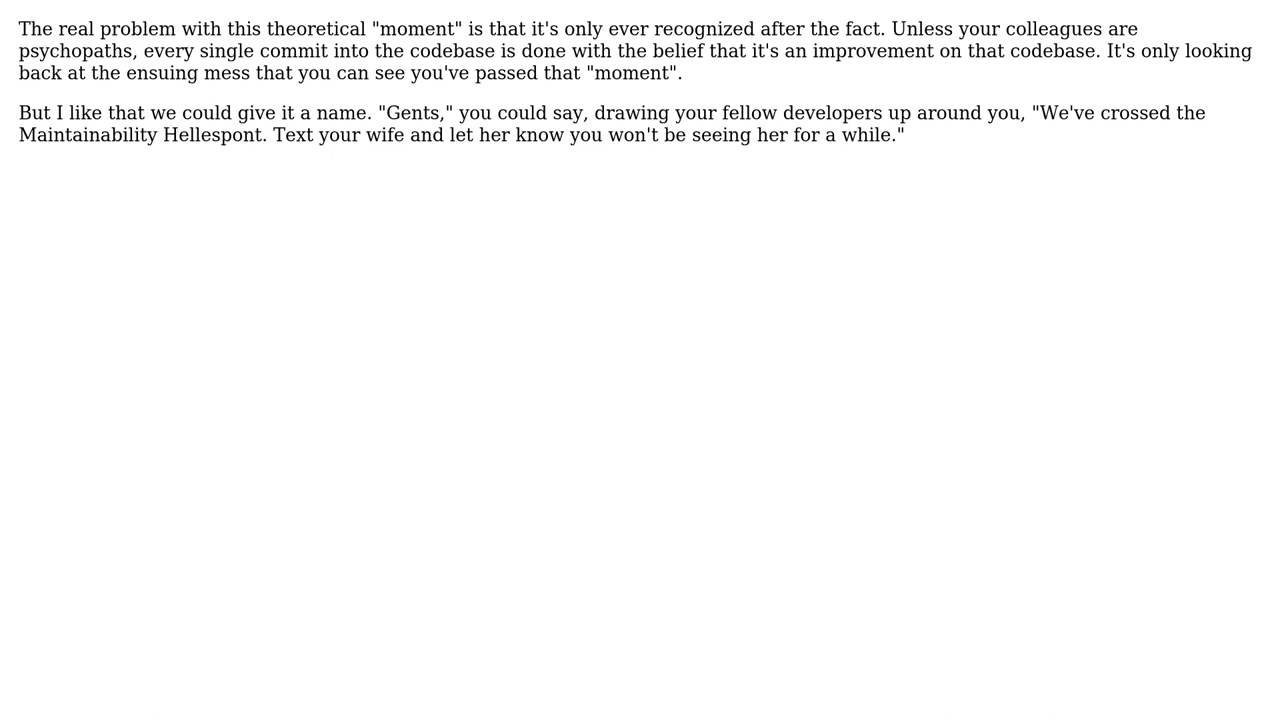 The real problem with this theoretical "moment" is that it's only ever recognized after the fact. Unless your colleagues are
psychopaths, every single commit into the codebase is done with the belief that it's an improvement on that codebase. It's only looking
back at the ensuing mess that you can see you've passed that "moment".
But I like that we could give it a name. "Gents," you could say, drawing your fellow developers up around you, "We've crossed the
Maintainability Hellespont. Text your wife and let her know you won't be seeing her for a while."